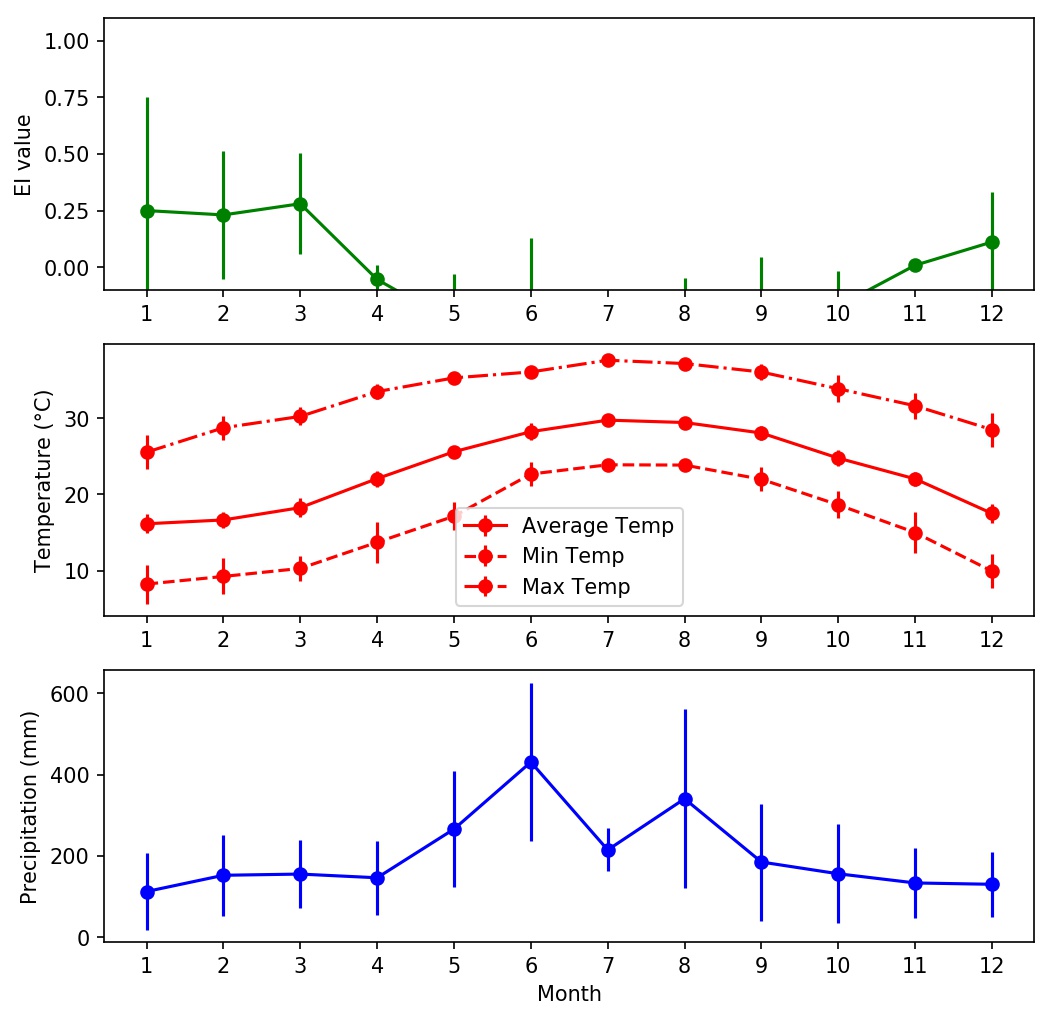 EI value
1.00
0.75
0.50
0.25
0.00
1 2 3 4 5 6 7 8 9 10 11 12
Temperature (°C)
30
20
10
Average Temp
Min Temp
Max Temp
1 2 3 4 5 6 7 8 9 10 11 12
Precipitation (mm)
600
400
200
0
1 2 3 4 5 6 7 8 9 10 11 12
Month